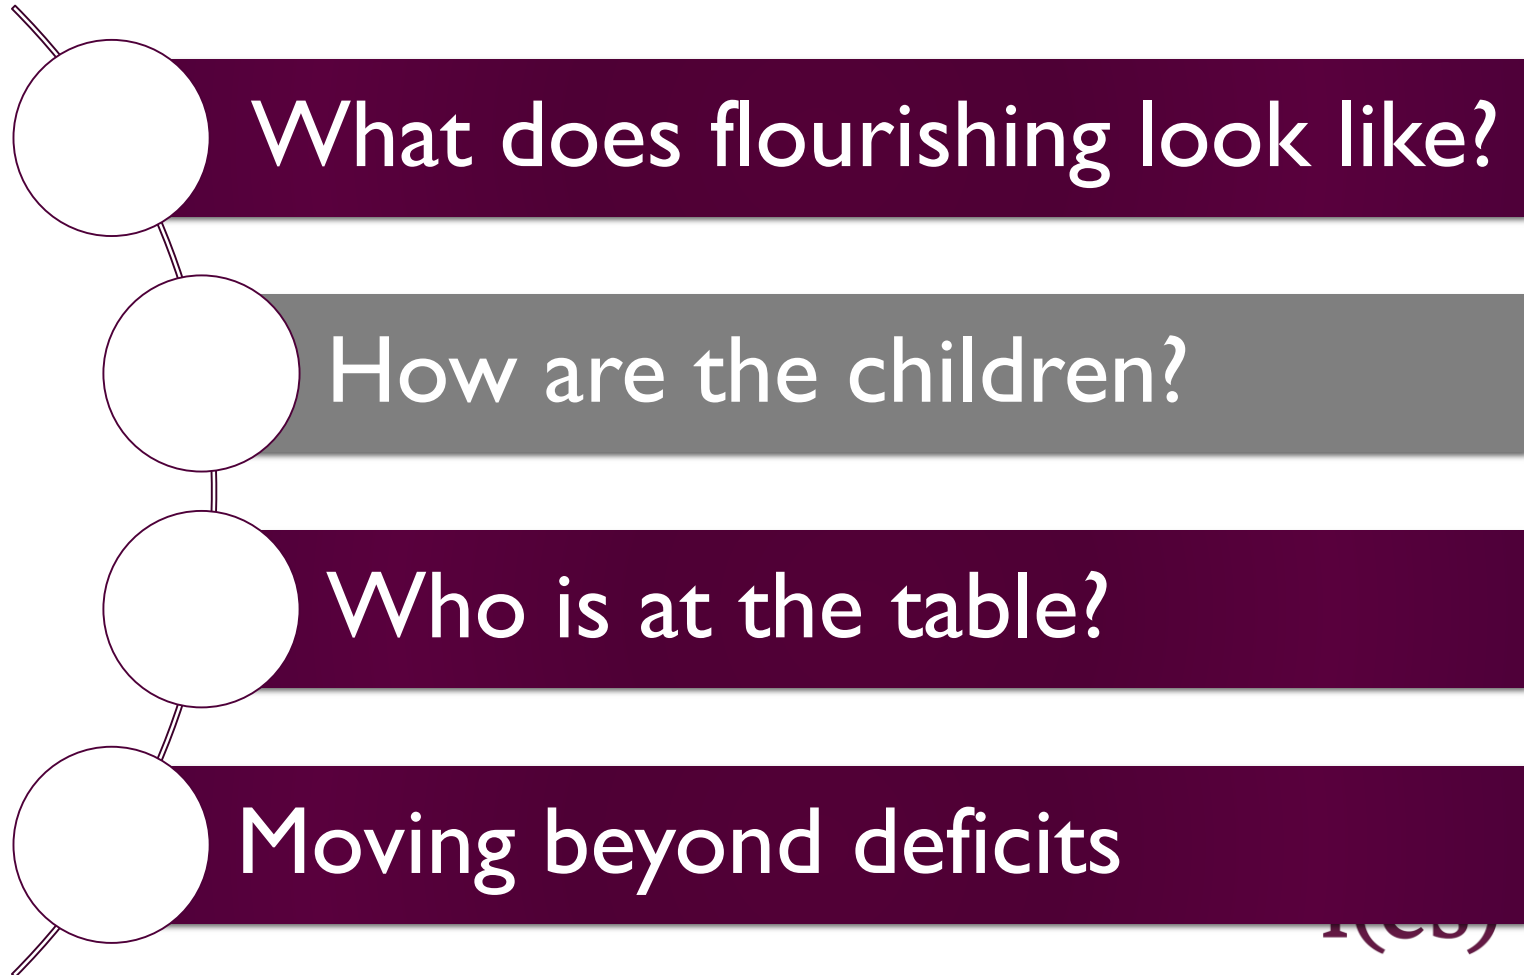 What does flourishing look like?
How are the children?
Who is at the table?
Moving beyond deficits